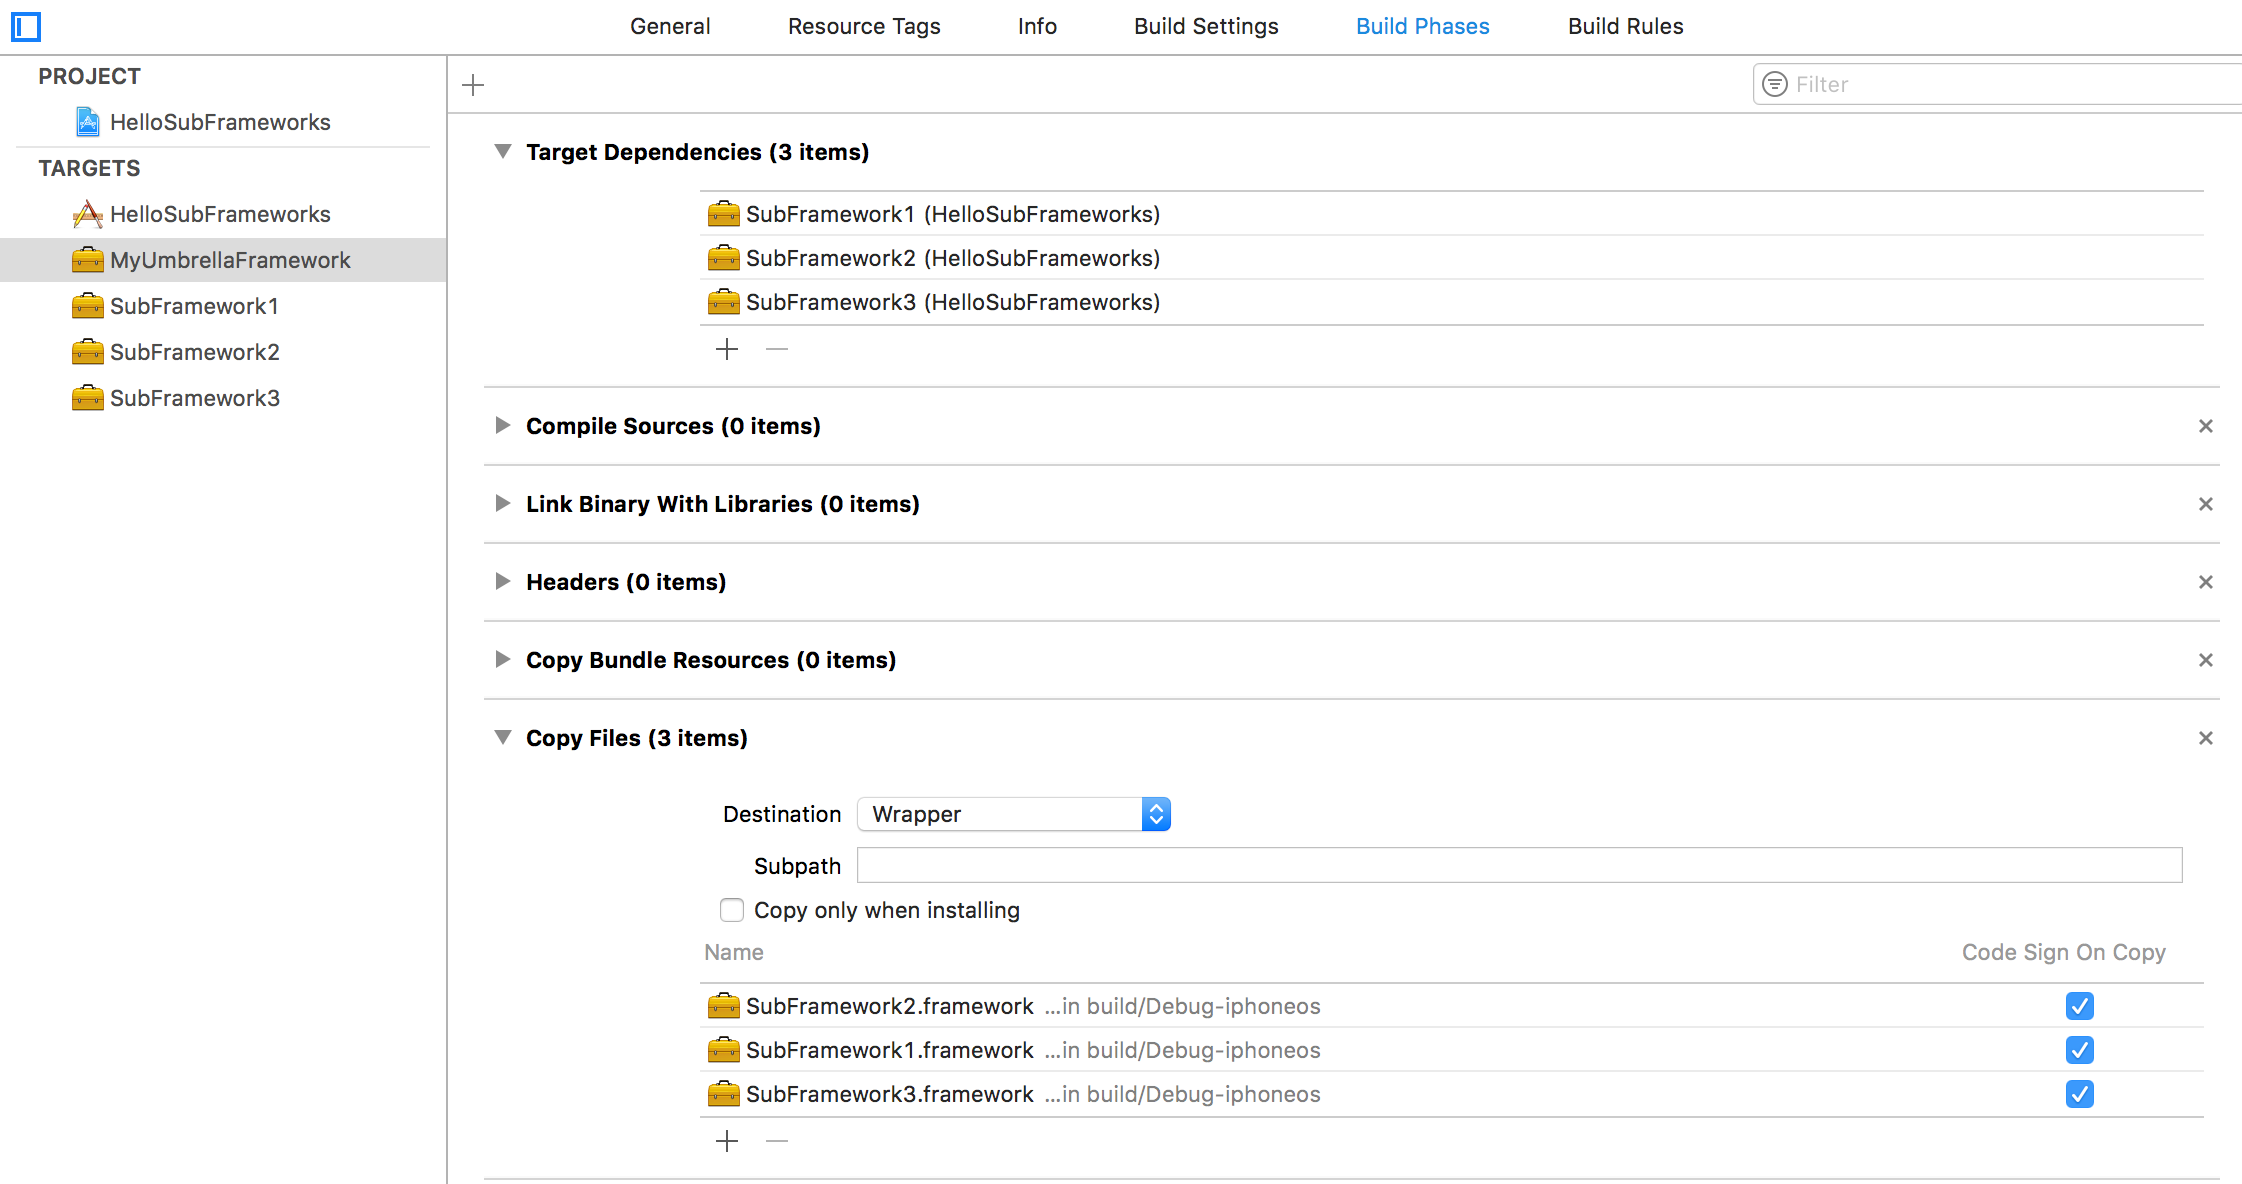 General Resource Tags Info Build Settings Build Phases Build Rules
PROJECT
HelloSubFrameworks
TARGETS
HelloSubFrameworks
MyUmbrellaFramework
SubFramework1
SubFramework2
SubFramework3
Filter
Target Dependencies (3 items)
SubFramework1 (HelloSubFrameworks)
SubFramework2 (HelloSubFrameworks)
SubFramework3 (HelloSubFrameworks)
Compile Sources (0 items)
Link Binary With Libraries (0 items)
Headers (0 items)
Copy Bundle Resources (0 items)
Copy Files (3 items)
Destination Wrapper
Subpath
Copy only when installing
Name Code Sign On Copy
SubFramework2.framework ...in build/Debug-iphoneos
SubFramework1.framework ...in build/Debug-iphoneos
SubFramework3.framework ...in build/Debug-iphoneos